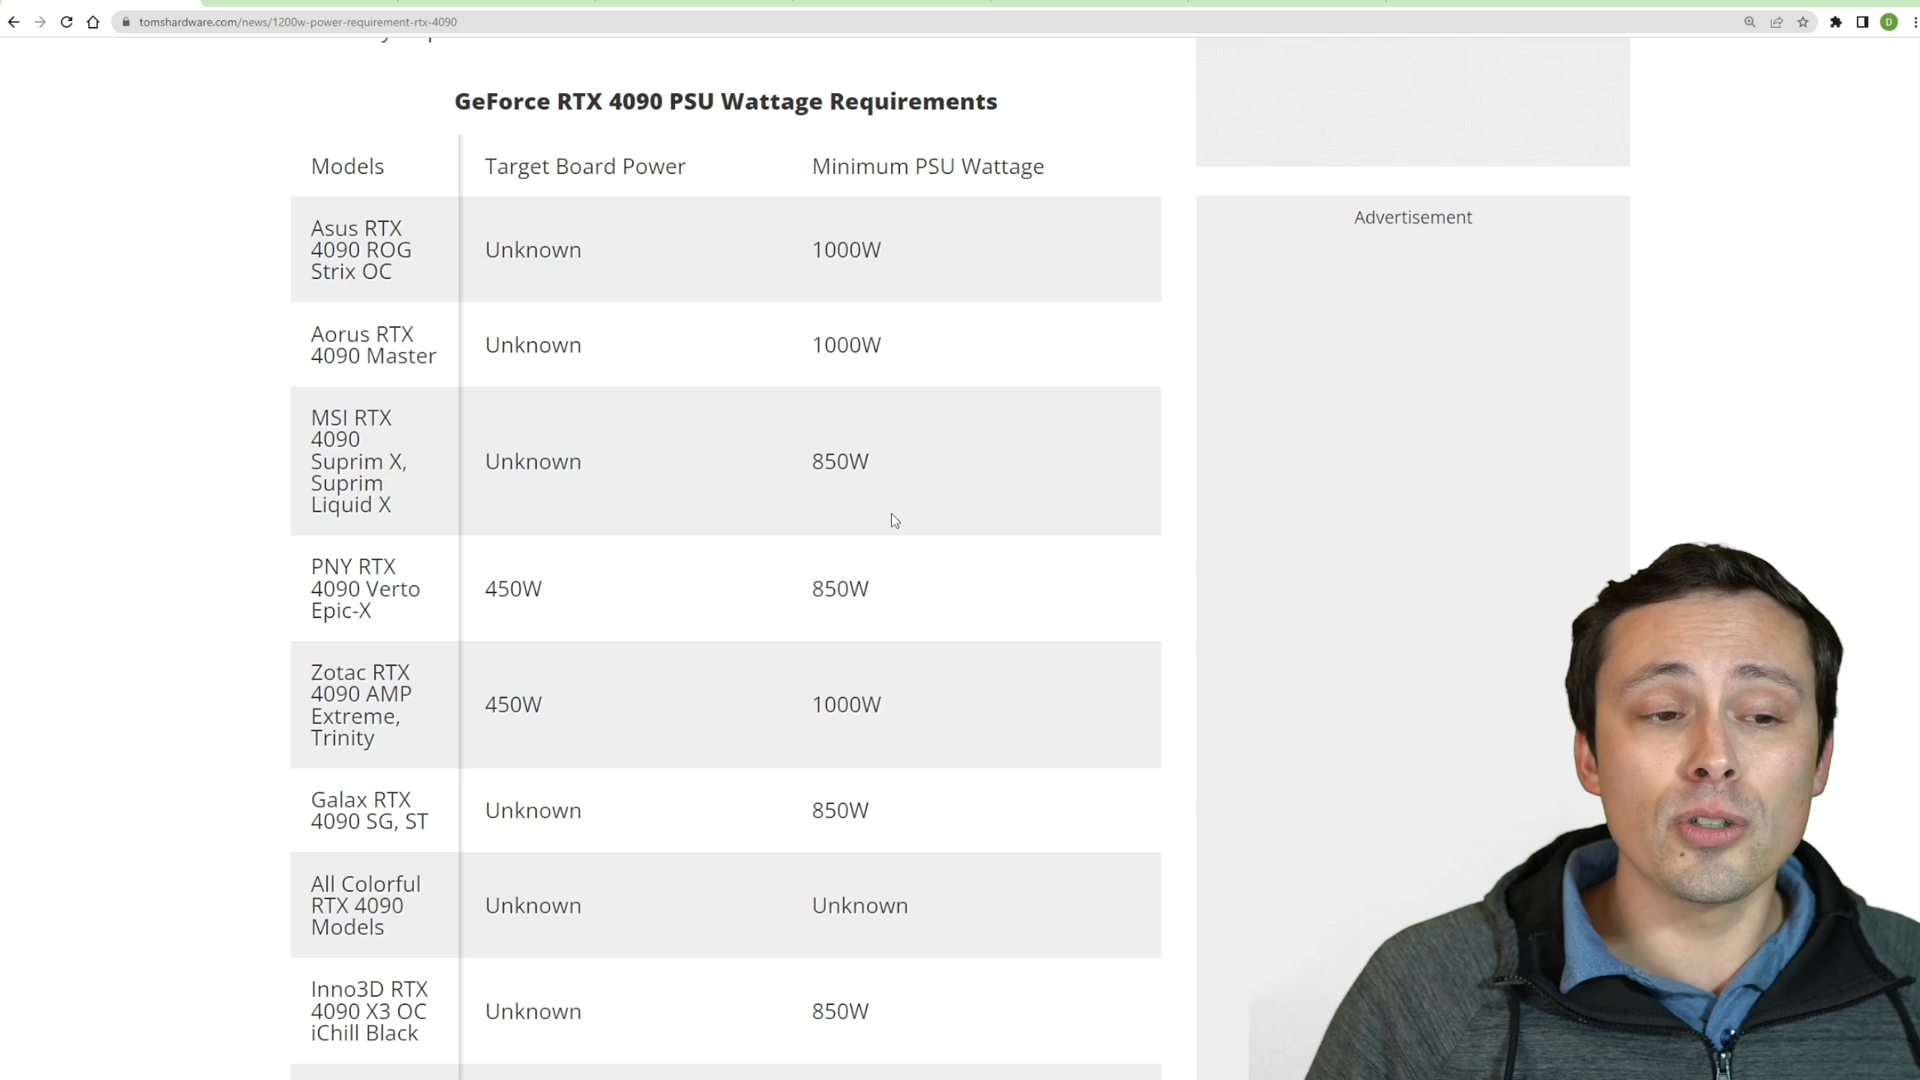 tomshardware.com/news/1200w-power-requirement-rtx-4090
D
GeForce RTX 4090 PSU Wattage Requirements
Models
Target Board Power
Minimum PSU Wattage
Asus RTX
4090 ROG
Strix OC
Unknown
1000W
Aorus RTX
4090 Master
Unknown
1000W
MSI RTX
4090
Suprim X,
Suprim
Liquid X
Unknown
850W
PNY RTX
4090 Verto
Epic-X
450W
850W
Zotac RTX
4090 AMP
Extreme,
Trinity
450W
1000W
Galax RTX
4090 SG, ST
Unknown
850W
All Colorful
RTX 4090
Models
Unknown
Unknown
Inno3D RTX
4090 X3 OC
iChill Black
Unknown
850W
Advertisement